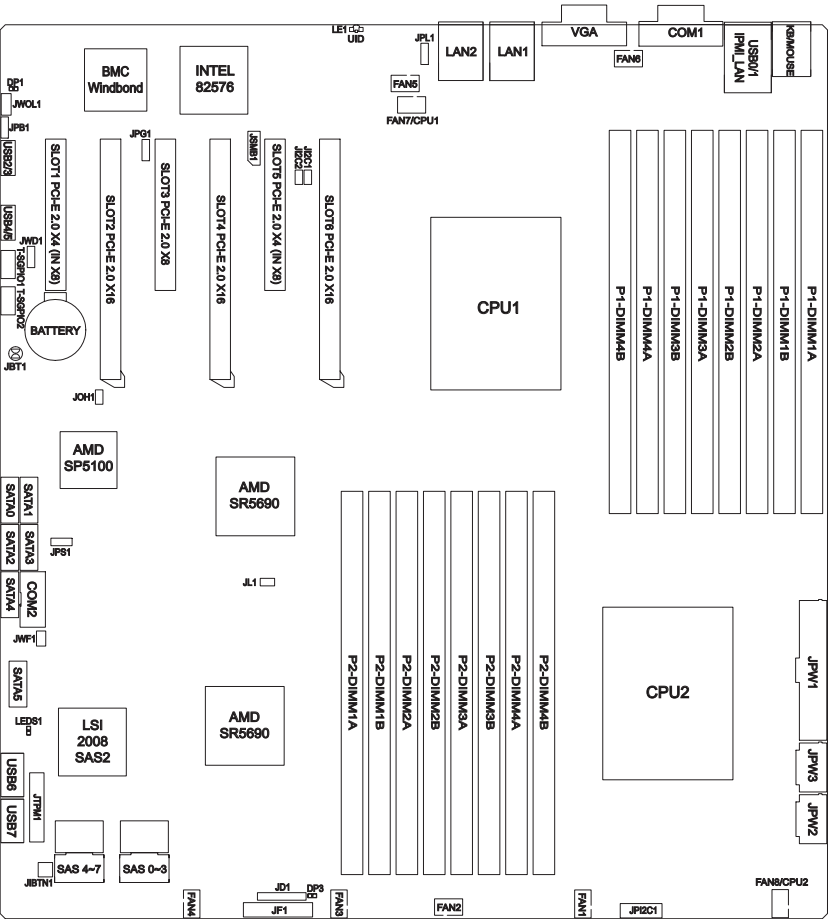 LE1
UID
JPL1
LAN2
LAN1
VGA
COM1
USB0/1
IPMI_LAN
KB/MOUSE
FAN5
FAN6
FAN7/CPU1
BMC
Winbond
INTEL
82576
DP1
JWOL1
JPB1
USB2/3
USB4/5
JWD1
T-SGPIO1
T-SGPIO2
BATTERY
JBT1
JPG1
JSMB1
JI2C2
JI2C1
SLOT1 PCI-E 2.0 X4 (IN X8)
SLOT2 PCI-E 2.0 X16
SLOT3 PCI-E 2.0 X8
SLOT4 PCI-E 2.0 X16
SLOT5 PCI-E 2.0 X4 (IN X8)
SLOT6 PCI-E 2.0 X16
CPU1
P1-DIMM4B
P1-DIMM4A
P1-DIMM3B
P1-DIMM3A
P1-DIMM2B
P1-DIMM2A
P1-DIMM1B
P1-DIMM1A
JOH1
AMD
SP5100
AMD
SR5690
SATA0
SATA1
SATA2
SATA3
SATA4
COM2
JPS1
JL1
JWF1
SATA5
LEDS1
LSI
2008
SAS2
AMD
SR5690
P2-DIMM1A
P2-DIMM1B
P2-DIMM2A
P2-DIMM2B
P2-DIMM3A
P2-DIMM3B
P2-DIMM4A
P2-DIMM4B
CPU2
JPW1
JPW3
JPW2
USB6
USB7
JTPM1
SAS 4~7
SAS 0~3
JIBTN1
FAN4
JD1
DP3
JF1
FAN3
FAN2
FAN1
JPI2C1
FAN8/CPU2